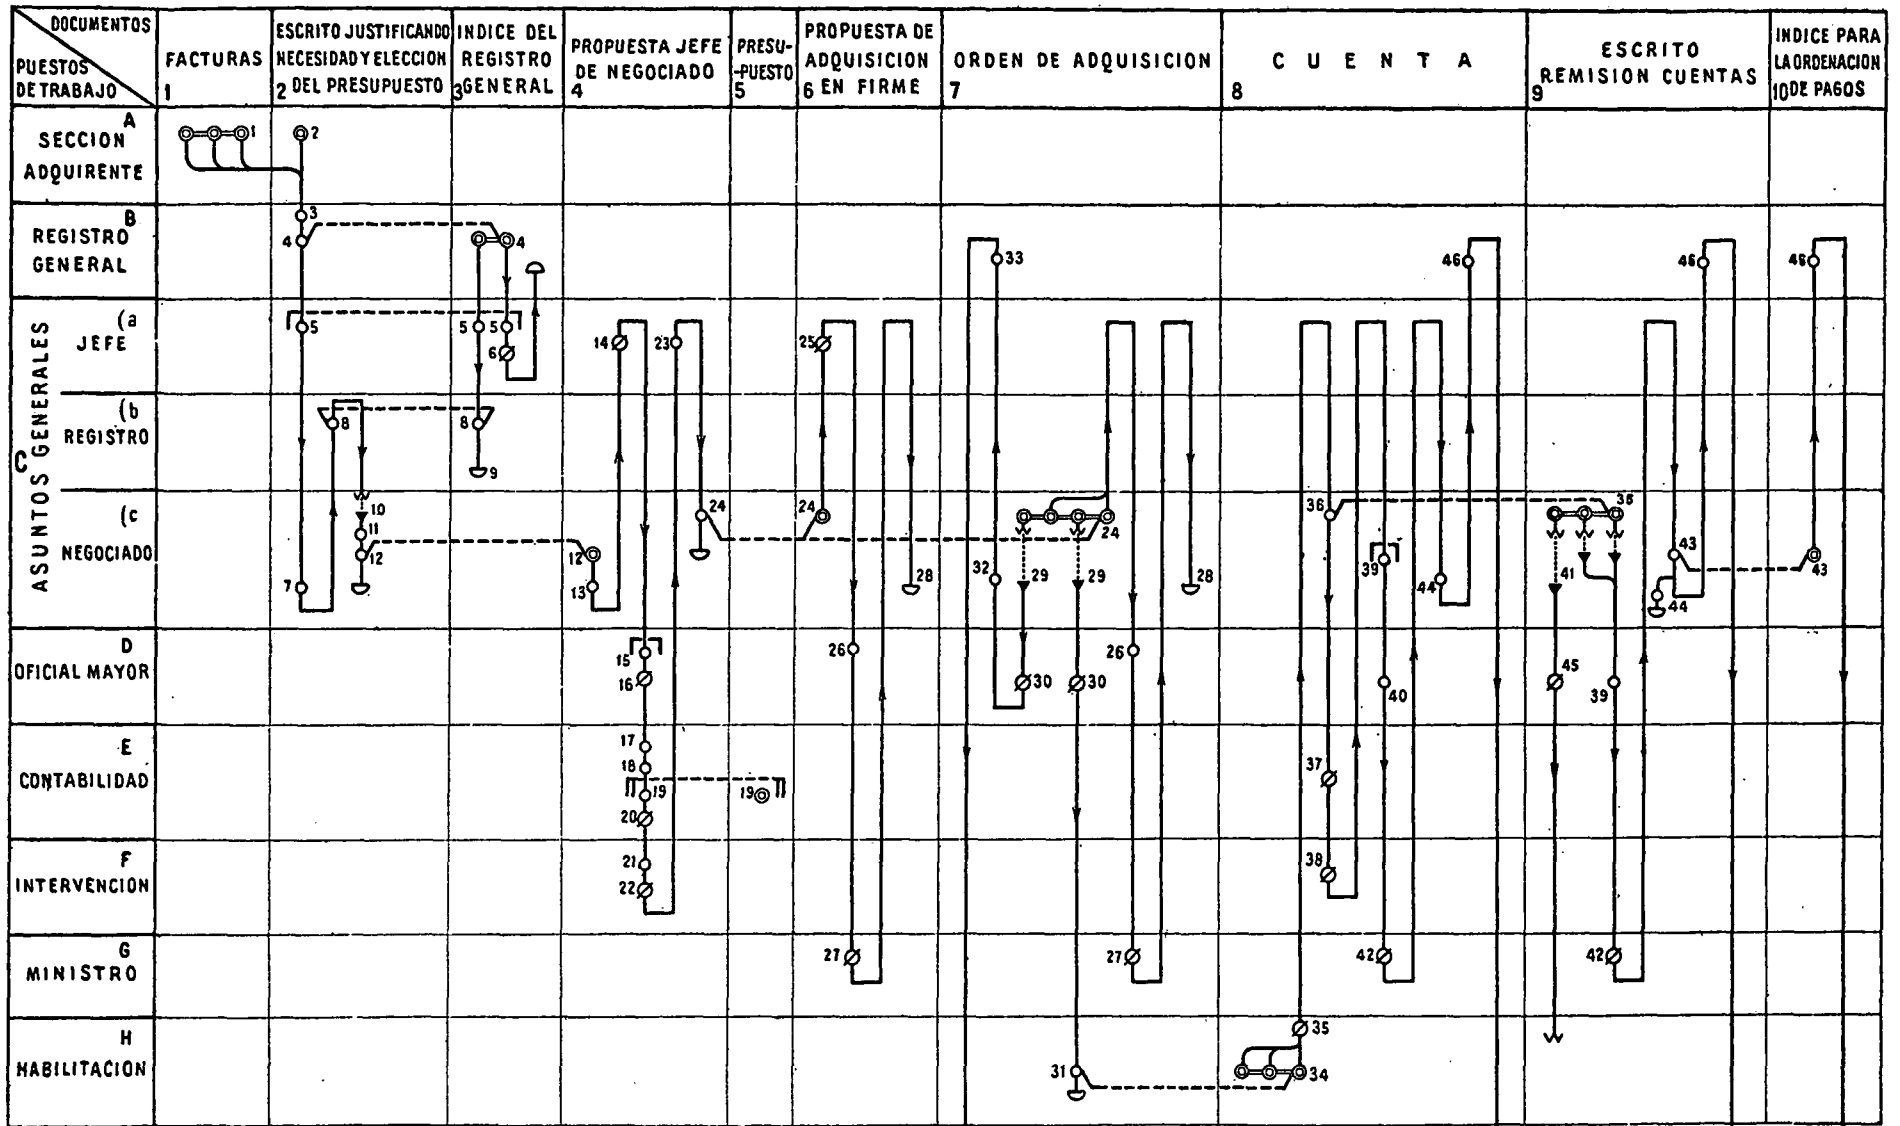 DOCUMENTOS
PUESTOS
DE TRABAJO
FACTURAS
1
ESCRITO JUSTIFICANDO
NECESIDAD Y ELECCION
2 DEL PRESUPUESTO
INDICE DEL
REGISTRO
3 GENERAL
PROPUESTA JEFE
DE NEGOCIADO
4
PRESU-
-PUESTO
5
PROPUESTA DE
ADQUISICION
6 EN FIRME
ORDEN DE ADQUISICION
7
C U E N T A
8
ESCRITO
REMISION CUENTAS
9
INDICE PARA
LA ORDENACION
10 DE PAGOS
A
SECCION
ADQUIRENTE
1
2
B
REGISTRO
GENERAL
3
4
4
33
46
46
46
C
ASUNTOS GENERALES
(a
JEFE
5
5
5
6
14
23
25
(b
REGISTRO
8
8
9
(c
NEGOCIADO
7
10
11
12
12
13
24
24
28
32
29
24
29
28
36
39
44
36
41
43
44
43
D
OFICIAL MAYOR
15
16
26
30
30
26
40
45
39
E
CONTABILIDAD
17
18
19
20
19
37
F
INTERVENCION
21
22
38
G
MINISTRO
27
27
42
42
H
HABILITACION
31
35
34